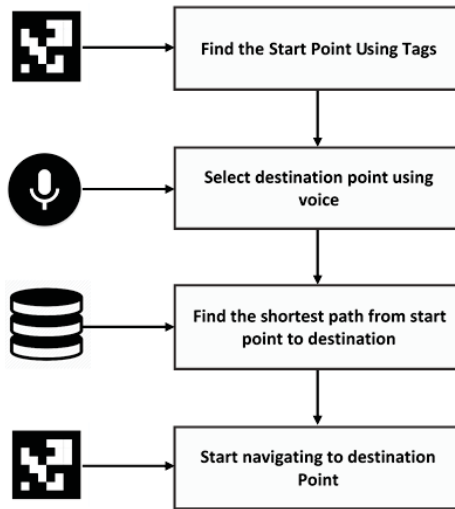 Find the Start Point Using Tags
Select destination point using
voice
Find the shortest path from start
point to destination
Start navigating to destination
Point